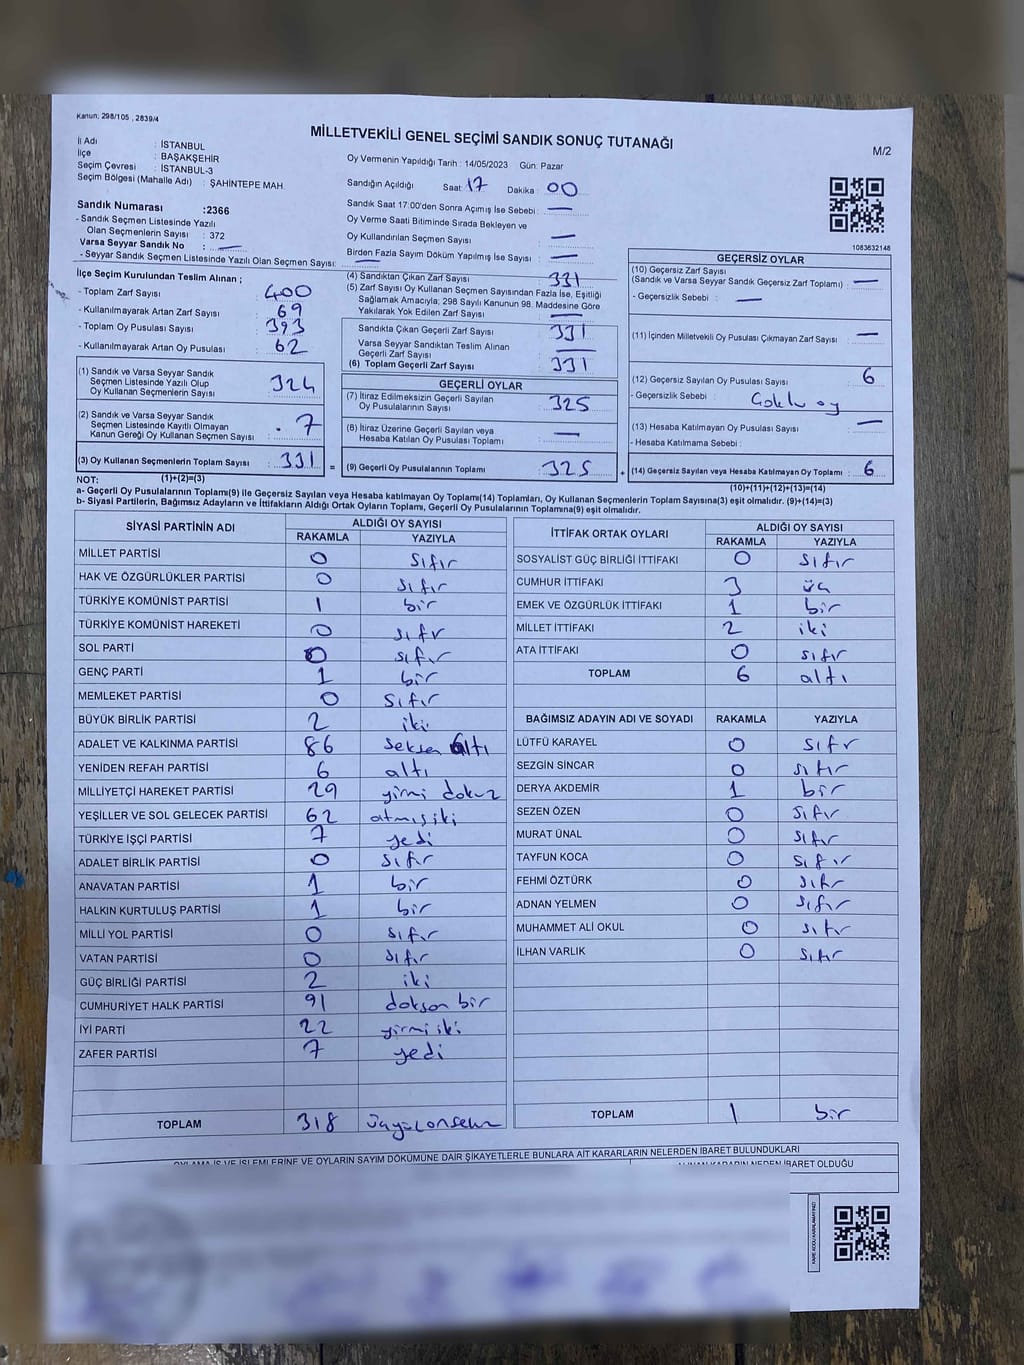 Kanun; 298/105 , 2839/4
MİLLETVEKİLİ GENEL SEÇİMİ SANDIK SONUÇ TUTANAĞI
M/2
İl Adı : İSTANBUL
İlçe : BAŞAKŞEHİR
Seçim Çevresi : İSTANBUL-3
Seçim Bölgesi (Mahalle Adı) : ŞAHİNTEPE MAH.
Sandık Numarası :2366
- Sandık Seçmen Listesinde Yazılı
Olan Seçmenlerin Sayısı : 372
Varsa Seyyar Sandık No : —
- Seyyar Sandık Seçmen Listesinde Yazılı Olan Seçmen Sayısı: —
Oy Vermenin Yapıldığı Tarih : 14/05/2023 Gün: Pazar
Sandığın Açıldığı Saat 17 Dakika : 00
Sandık Saat 17:00'den Sonra Açımış İse Sebebi : —
Oy Verme Saati Bitiminde Sırada Bekleyen ve
Oy Kullandırılan Seçmen Sayısı : —
Birden Fazla Sayım Döküm Yapılmış İse Sayısı : —
1083632148
İlçe Seçim Kurulundan Teslim Alınan ;
- Toplam Zarf Sayısı : 400
- Kullanılmayarak Artan Zarf Sayısı : 69
- Toplam Oy Pusulası Sayısı : 393
- Kullanılmayarak Artan Oy Pusulası : 62
(1) Sandık ve Varsa Seyyar Sandık
Seçmen Listesinde Yazılı Olup
Oy Kullanan Seçmenlerin Sayısı : 324
(2) Sandık ve Varsa Seyyar Sandık
Seçmen Listesinde Kayıtlı Olmayan
Kanun Gereği Oy Kullanan Seçmen Sayısı : 7
(3) Oy Kullanan Seçmenlerin Toplam Sayısı : 331
(1)+(2)=(3)
(4) Sandıktan Çıkan Zarf Sayısı : 331
(5) Zarf Sayısı Oy Kullanan Seçmen Sayısından Fazla İse, Eşitliği
Sağlamak Amacıyla; 298 Sayılı Kanunun 98. Maddesine Göre
Yakılarak Yok Edilen Zarf Sayısı : —
Sandıkta Çıkan Geçerli Zarf Sayısı : 331
Varsa Seyyar Sandıktan Teslim Alınan
Geçerli Zarf Sayısı : —
(6) Toplam Geçerli Zarf Sayısı : 331
GEÇERLİ OYLAR
(7) İtiraz Edilmeksizin Geçerli Sayılan
Oy Pusulalarının Sayısı : 325
(8) İtiraz Üzerine Geçerli Sayılan veya
Hesaba Katılan Oy Pusulası Toplamı : —
= (9) Geçerli Oy Pusulalarının Toplamı : 325
GEÇERSİZ OYLAR
(10) Geçersiz Zarf Sayısı
(Sandık ve Varsa Seyyar Sandık Geçersiz Zarf Toplamı) : —
- Geçersizlik Sebebi : —
(11) İçinden Milletvekili Oy Pusulası Çıkmayan Zarf Sayısı : —
(12) Geçersiz Sayılan Oy Pusulası Sayısı : 6
- Geçersizlik Sebebi : Çoklu oy
(13) Hesaba Katılmayan Oy Pusulası Sayısı : —
- Hesaba Katılmama Sebebi :
+ (14) Geçersiz Sayılan veya Hesaba Katılmayan Oy Toplamı : 6
(10)+(11)+(12)+(13)=(14)
NOT:
a- Geçerli Oy Pusulalarının Toplamı(9) ile Geçersiz Sayılan veya Hesaba katılmayan Oy Toplam(14) Toplamları, Oy Kullanan Seçmenlerin Toplam Sayısına(3) eşit olmalıdır. (9)+(14)=(3)
b- Siyasi Partilerin, Bağımsız Adayların ve İttifakların Aldığı Ortak Oyların Toplamı, Geçerli Oy Pusulalarının Toplamına(9) eşit olmalıdır.
SİYASİ PARTİNİN ADI ALDIĞI OY SAYISI
RAKAMLA YAZIYLA
MİLLET PARTİSİ 0 sıfır
HAK VE ÖZGÜRLÜKLER PARTİSİ 0 sıfır
TÜRKİYE KOMÜNİST PARTİSİ 1 bir
TÜRKİYE KOMÜNİST HAREKETİ 0 sıfır
SOL PARTİ 0 sıfır
GENÇ PARTİ 1 bir
MEMLEKET PARTİSİ 0 sıfır
BÜYÜK BİRLİK PARTİSİ 2 iki
ADALET VE KALKINMA PARTİSİ 86 seksen altı
YENİDEN REFAH PARTİSİ 6 altı
MİLLİYETÇİ HAREKET PARTİSİ 29 yirmi dokuz
YEŞİLLER VE SOL GELECEK PARTİSİ 62 atmış iki
TÜRKİYE İŞÇİ PARTİSİ 7 yedi
ADALET BİRLİK PARTİSİ 0 sıfır
ANAVATAN PARTİSİ 1 bir
HALKIN KURTULUŞ PARTİSİ 1 bir
MİLLİ YOL PARTİSİ 0 sıfır
VATAN PARTİSİ 0 sıfır
GÜÇ BİRLİĞİ PARTİSİ 2 iki
CUMHURİYET HALK PARTİSİ 91 doksan bir
İYİ PARTİ 22 yirmi iki
ZAFER PARTİSİ 7 yedi
TOPLAM 318 üçyüzonsekiz
İTTİFAK ORTAK OYLARI ALDIĞI OY SAYISI
RAKAMLA YAZIYLA
SOSYALİST GÜÇ BİRLİĞİ İTTİFAKI 0 sıfır
CUMHUR İTTİFAKI 3 üç
EMEK VE ÖZGÜRLÜK İTTİFAKI 1 bir
MİLLET İTTİFAKI 2 iki
ATA İTTİFAKI 0 sıfır
TOPLAM 6 altı
BAĞIMSIZ ADAYIN ADI VE SOYADI RAKAMLA YAZIYLA
LÜTFÜ KARAYEL 0 sıfır
SEZGİN SİNCAR 0 sıfır
DERYA AKDEMİR 1 bir
SEZEN ÖZEN 0 sıfır
MURAT ÜNAL 0 sıfır
TAYFUN KOCA 0 sıfır
FEHMİ ÖZTÜRK 0 sıfır
ADNAN YELMEN 0 sıfır
MUHAMMET ALİ OKUL 0 sıfır
İLHAN VARLIK 0 sıfır
TOPLAM 1 bir
OYLAMA İŞ VE İŞLEMLERİNE VE OYLARIN SAYIM DÖKÜMÜNE DAİR ŞİKAYETLERLE BUNLARA AİT KARARLARIN NELERDEN İBARET BULUNDUKLARI
ALINAN KARARIN NEDEN İBARET OLDUĞU
KARE KODU KARALAMAYINIZ!